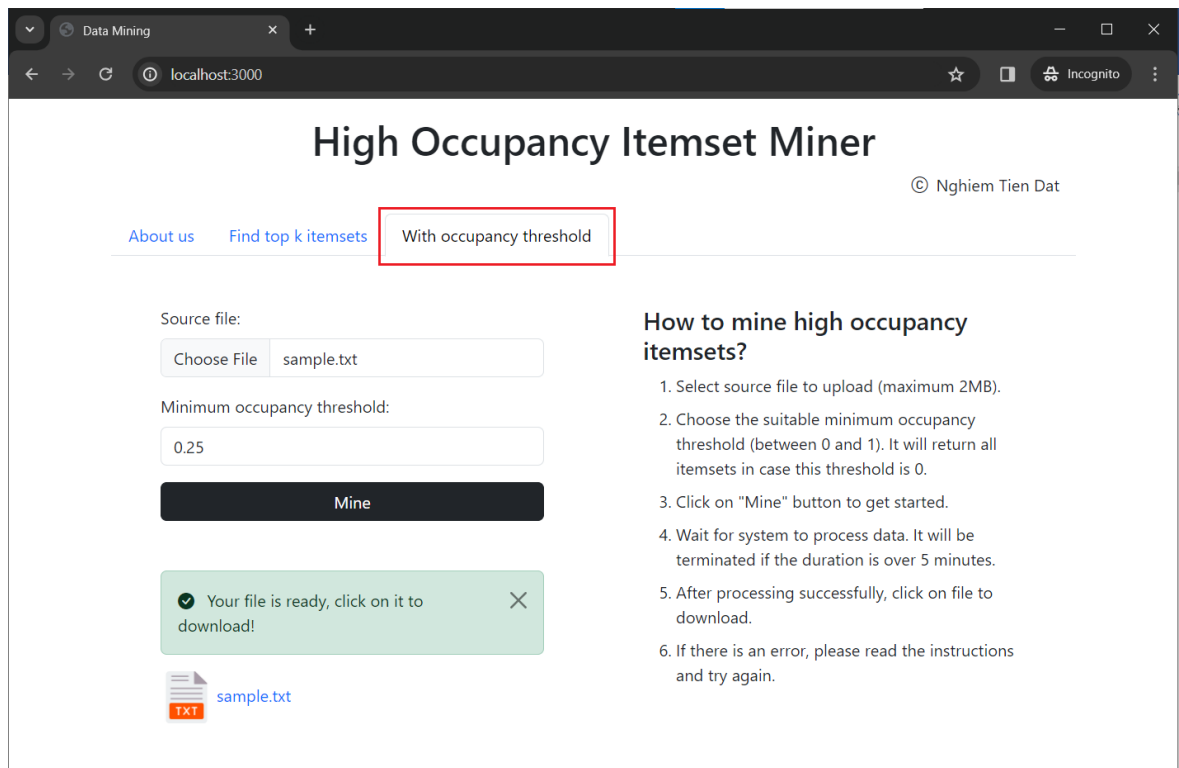 Data Mining
localhost:3000
Incognito
High Occupancy Itemset Miner
© Nghiem Tien Dat
About us
Find top k itemsets
With occupancy threshold
Source file:
Choose File sample.txt
Minimum occupancy threshold:
0.25
Mine
Your file is ready, click on it to
download!
TXT
sample.txt
How to mine high occupancy
itemsets?
1. Select source file to upload (maximum 2MB).
2. Choose the suitable minimum occupancy
threshold (between 0 and 1). It will return all
itemsets in case this threshold is 0.
3. Click on "Mine" button to get started.
4. Wait for system to process data. It will be
terminated if the duration is over 5 minutes.
5. After processing successfully, click on file to
download.
6. If there is an error, please read the instructions
and try again.